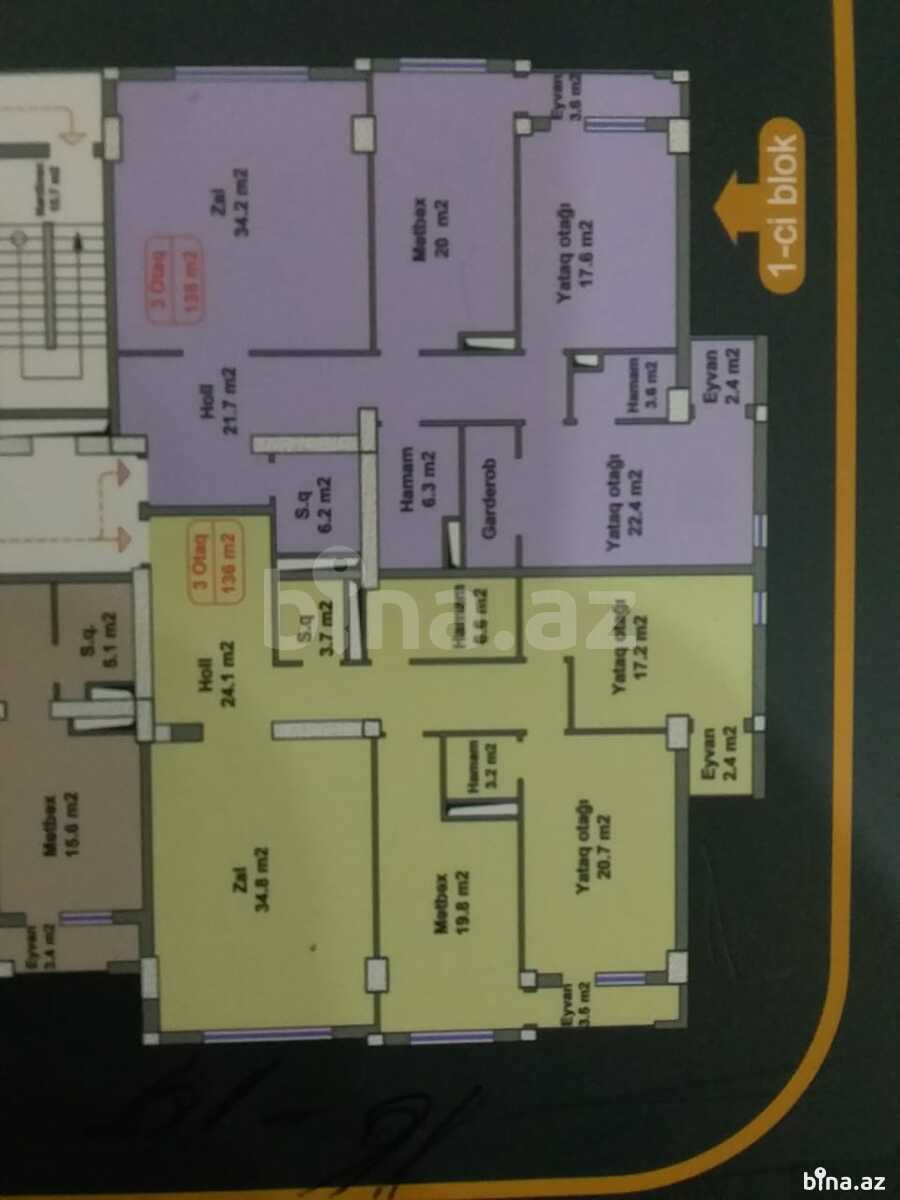 Zal
34.2 m2
Mətbəx
20 m2
Eyvan
3.6 m2
Yataq otağı
17.6 m2
3 Otaq
136 m2
Holl
21.7 m2
Hamam
3.6 m2
Eyvan
2.4 m2
S.q
6.2 m2
Hamam
6.3 m2
Garderob
Yataq otağı
22.4 m2
1-ci blok
3 Otaq
136 m2
Holl
24.1 m2
S.q
3.7 m2
Hamam
6.6 m2
Yataq otağı
17.2 m2
Eyvan
2.4 m2
Zal
34.8 m2
Hamam
3.2 m2
Mətbəx
19.8 m2
Yataq otağı
20.7 m2
Eyvan
3.6 m2
S.q.
5.1 m2
Mətbəx
15.6 m2
Eyvan
3.4 m2
bina.az
bina.az